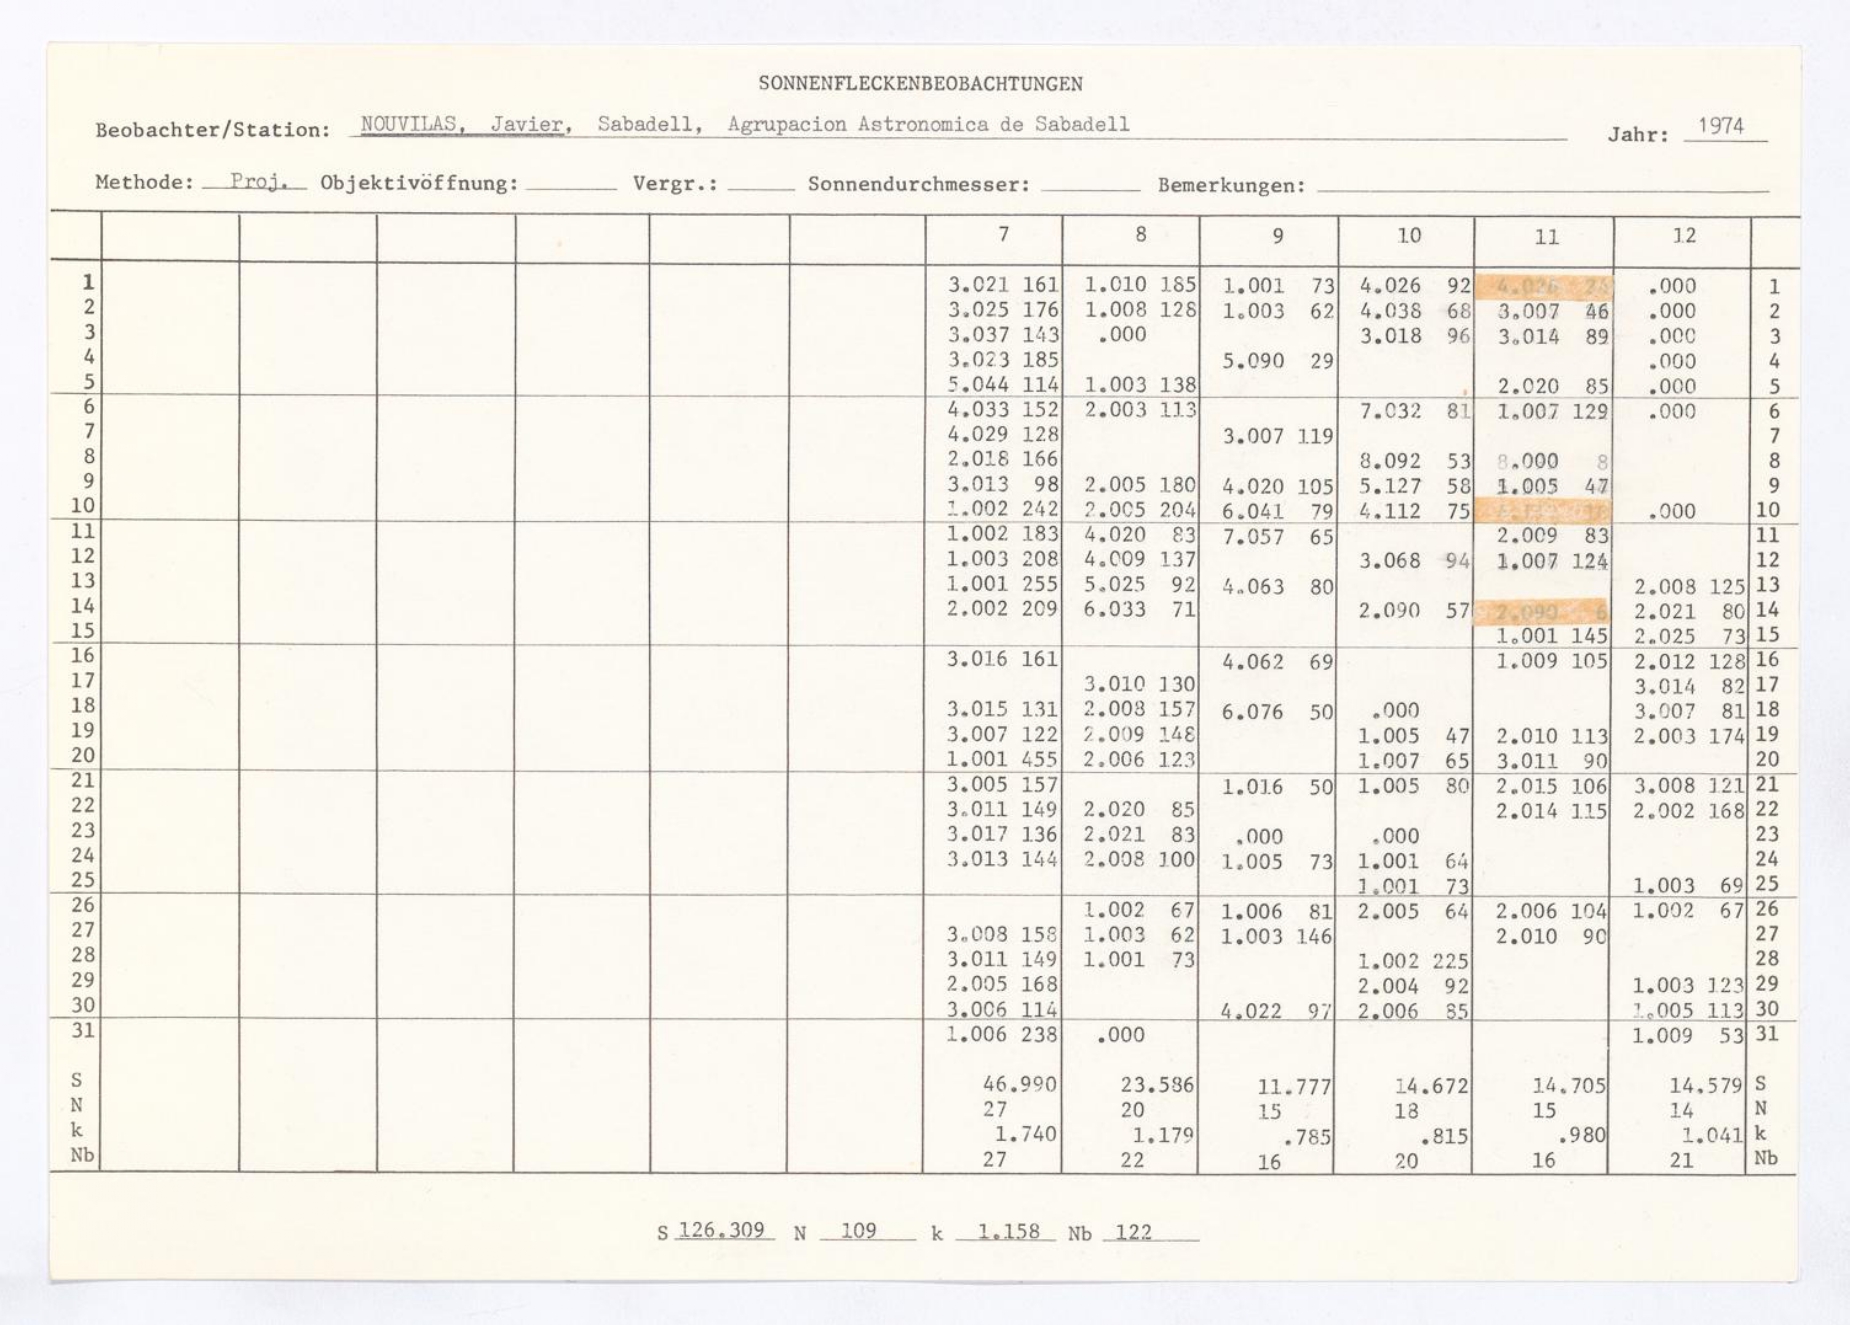 SONNENFLECKENBEOBACHTUNGEN
Beobachter/Station: NOUVILAS, Javier, Sabadell, Agrupacion Astronomica de Sabadell Jahr: 1974
Methode: Proj. Objektivöffnung: Vergr.: Sonnendurchmesser: Bemerkungen:
7 8 9 10 11 12
1 3.021 161 1.010 185 1.001 73 4.026 92 4.026 .000 1
2 3.025 176 1.008 128 1.003 62 4.038 68 3.007 46 .000 2
3 3.037 143 .000 3.018 96 3.014 89 .000 3
4 3.023 185 5.090 29 .000 4
5 5.044 114 1.003 138 2.020 85 .000 5
6 4.033 152 2.003 113 7.032 81 1.007 129 .000 6
7 4.029 128 3.007 119 7
8 2.018 166 8.092 53 8.000 8 8
9 3.013 98 2.005 180 4.020 105 5.127 58 1.005 47 9
10 1.002 242 2.005 204 6.041 79 4.112 75 .000 10
11 1.002 183 4.020 83 7.057 65 2.009 83 11
12 1.003 208 4.009 137 3.068 94 1.007 124 12
13 1.001 255 5.025 92 4.063 80 2.008 125 13
14 2.002 209 6.033 71 2.090 57 2.090 6 2.021 80 14
15 1.001 145 2.025 73 15
16 3.016 161 4.062 69 1.009 105 2.012 128 16
17 3.010 130 3.014 82 17
18 3.015 131 2.008 157 6.076 50 .000 3.007 81 18
19 3.007 122 2.009 148 1.005 47 2.010 113 2.003 174 19
20 1.001 455 2.006 123 1.007 65 3.011 90 20
21 3.005 157 1.016 50 1.005 80 2.015 106 3.008 121 21
22 3.011 149 2.020 85 2.014 115 2.002 168 22
23 3.017 136 2.021 83 .000 .000 23
24 3.013 144 2.008 100 1.005 73 1.001 64 24
25 1.001 73 1.003 69 25
26 1.002 67 1.006 81 2.005 64 2.006 104 1.002 67 26
27 3.008 158 1.003 62 1.003 146 2.010 90 27
28 3.011 149 1.001 73 1.002 225 28
29 2.005 168 2.004 92 1.003 123 29
30 3.006 114 4.022 97 2.006 85 1.005 113 30
31 1.006 238 .000 1.009 53 31
S 46.990 23.586 11.777 14.672 14.705 14.579 S
N 27 20 15 18 15 14 N
k 1.740 1.179 .785 .815 .980 1.041 k
Nb 27 22 16 20 16 21 Nb
S 126.309 N 109 k 1.158 Nb 122